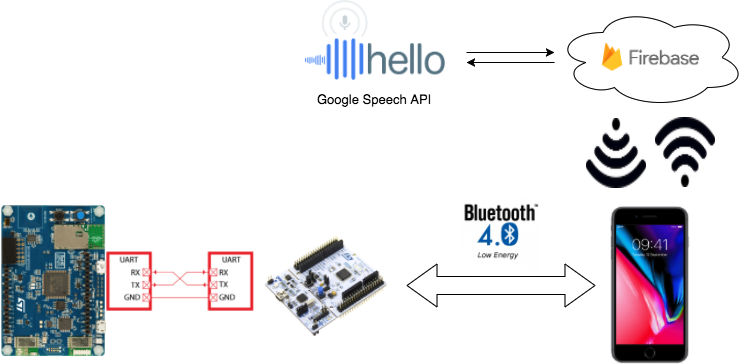 hello
Google Speech API
Firebase
Bluetooth™
4.0
Low Energy
UART
RX
TX
GND
UART
RX
TX
GND
09:41